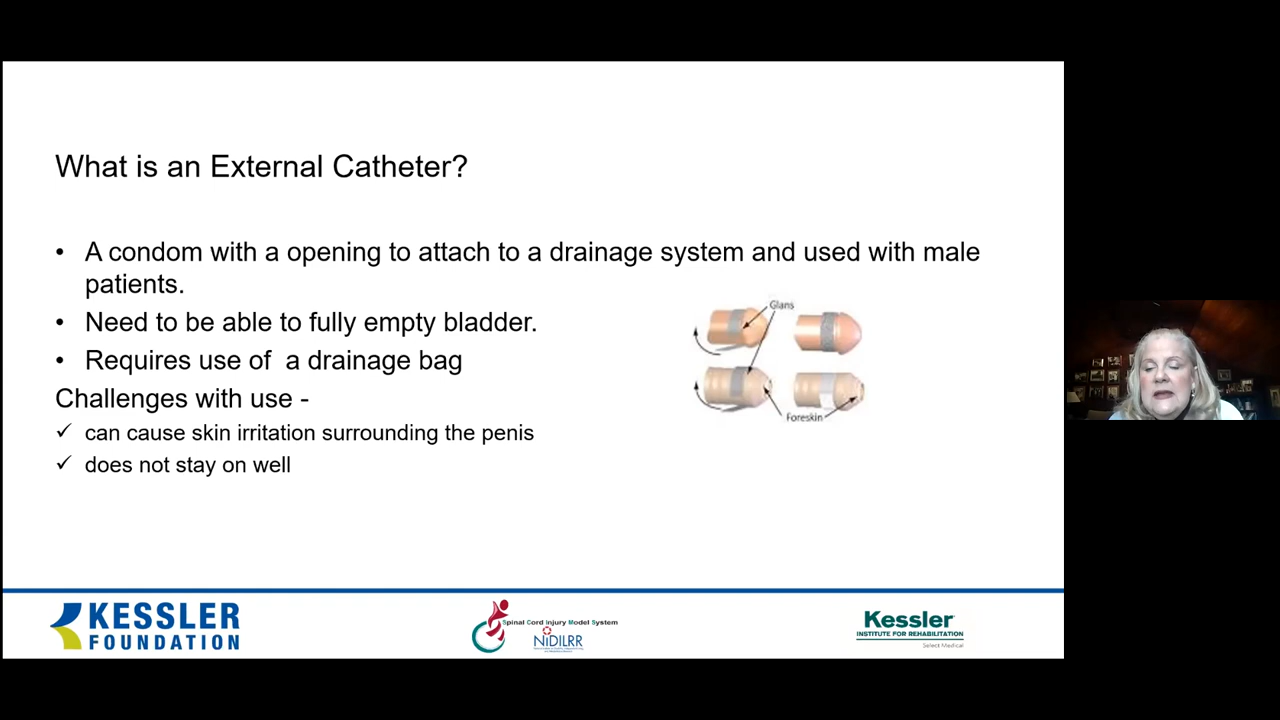 What is an External Catheter?
• A condom with a opening to attach to a drainage system and used with male
patients.
• Need to be able to fully empty bladder.
• Requires use of  a drainage bag
Challenges with use -
✓ can cause skin irritation surrounding the penis
✓ does not stay on well
Glans
Foreskin
KESSLER
FOUNDATION
Spinal Cord Injury Model System
NIDILRR
Kessler
INSTITUTE FOR REHABILITATION
Select Medical